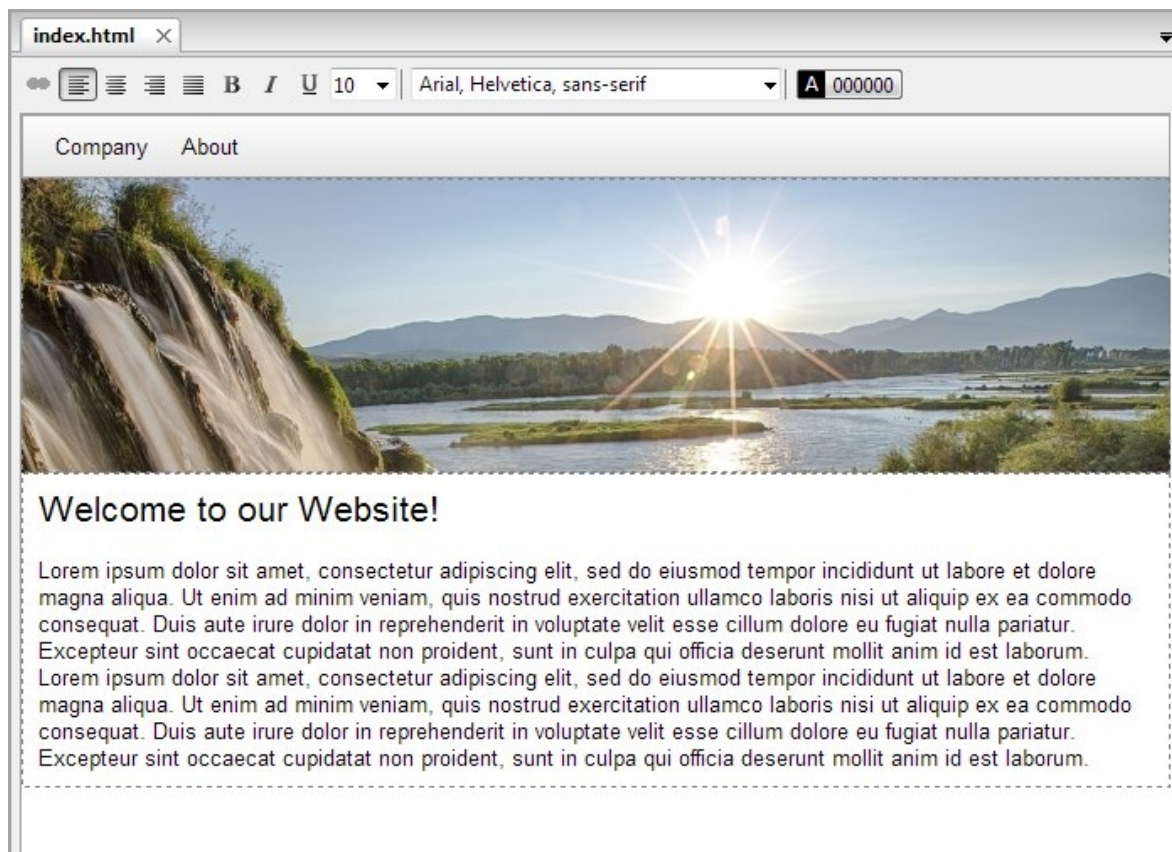 index.html
B I U 10 Arial, Helvetica, sans-serif A 000000
Company About
Welcome to our Website!
Lorem ipsum dolor sit amet, consectetur adipiscing elit, sed do eiusmod tempor incididunt ut labore et dolore
magna aliqua. Ut enim ad minim veniam, quis nostrud exercitation ullamco laboris nisi ut aliquip ex ea commodo
consequat. Duis aute irure dolor in reprehenderit in voluptate velit esse cillum dolore eu fugiat nulla pariatur.
Excepteur sint occaecat cupidatat non proident, sunt in culpa qui officia deserunt mollit anim id est laborum.
Lorem ipsum dolor sit amet, consectetur adipiscing elit, sed do eiusmod tempor incididunt ut labore et dolore
magna aliqua. Ut enim ad minim veniam, quis nostrud exercitation ullamco laboris nisi ut aliquip ex ea commodo
consequat. Duis aute irure dolor in reprehenderit in voluptate velit esse cillum dolore eu fugiat nulla pariatur.
Excepteur sint occaecat cupidatat non proident, sunt in culpa qui officia deserunt mollit anim id est laborum.